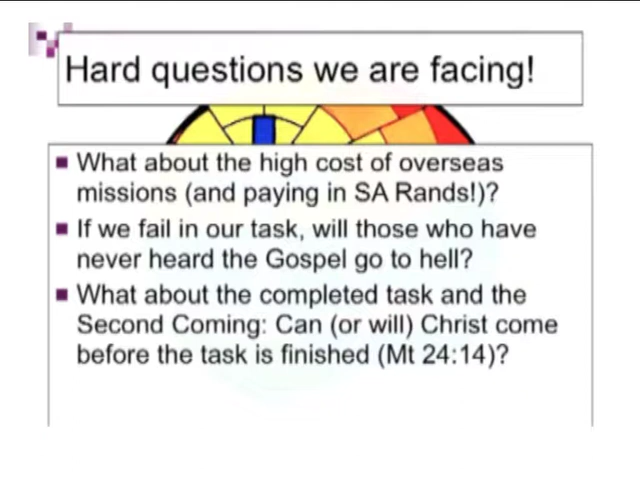 Hard questions we are facing!
What about the high cost of overseas
missions (and paying in SA Rands!)?
If we fail in our task, will those who have
never heard the Gospel go to hell?
What about the completed task and the
Second Coming: Can (or will) Christ come
before the task is finished (Mt 24:14)?